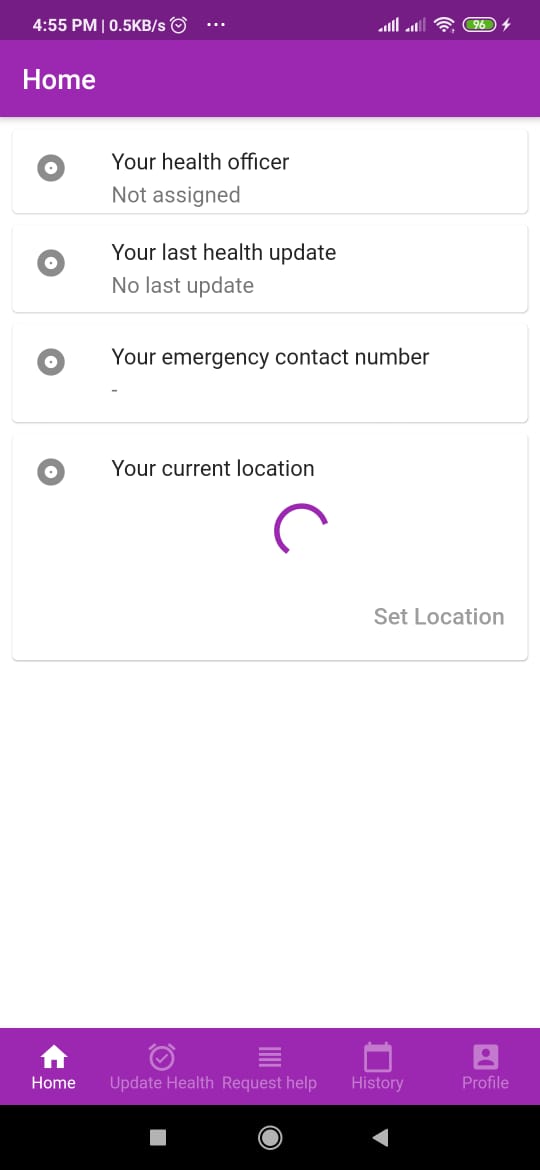 4:55 PM | 0.5KB/s ...
96
Home
Your health officer
Not assigned
Your last health update
No last update
Your emergency contact number
-
Your current location
Set Location
Home
Update Health
Request help
History
Profile